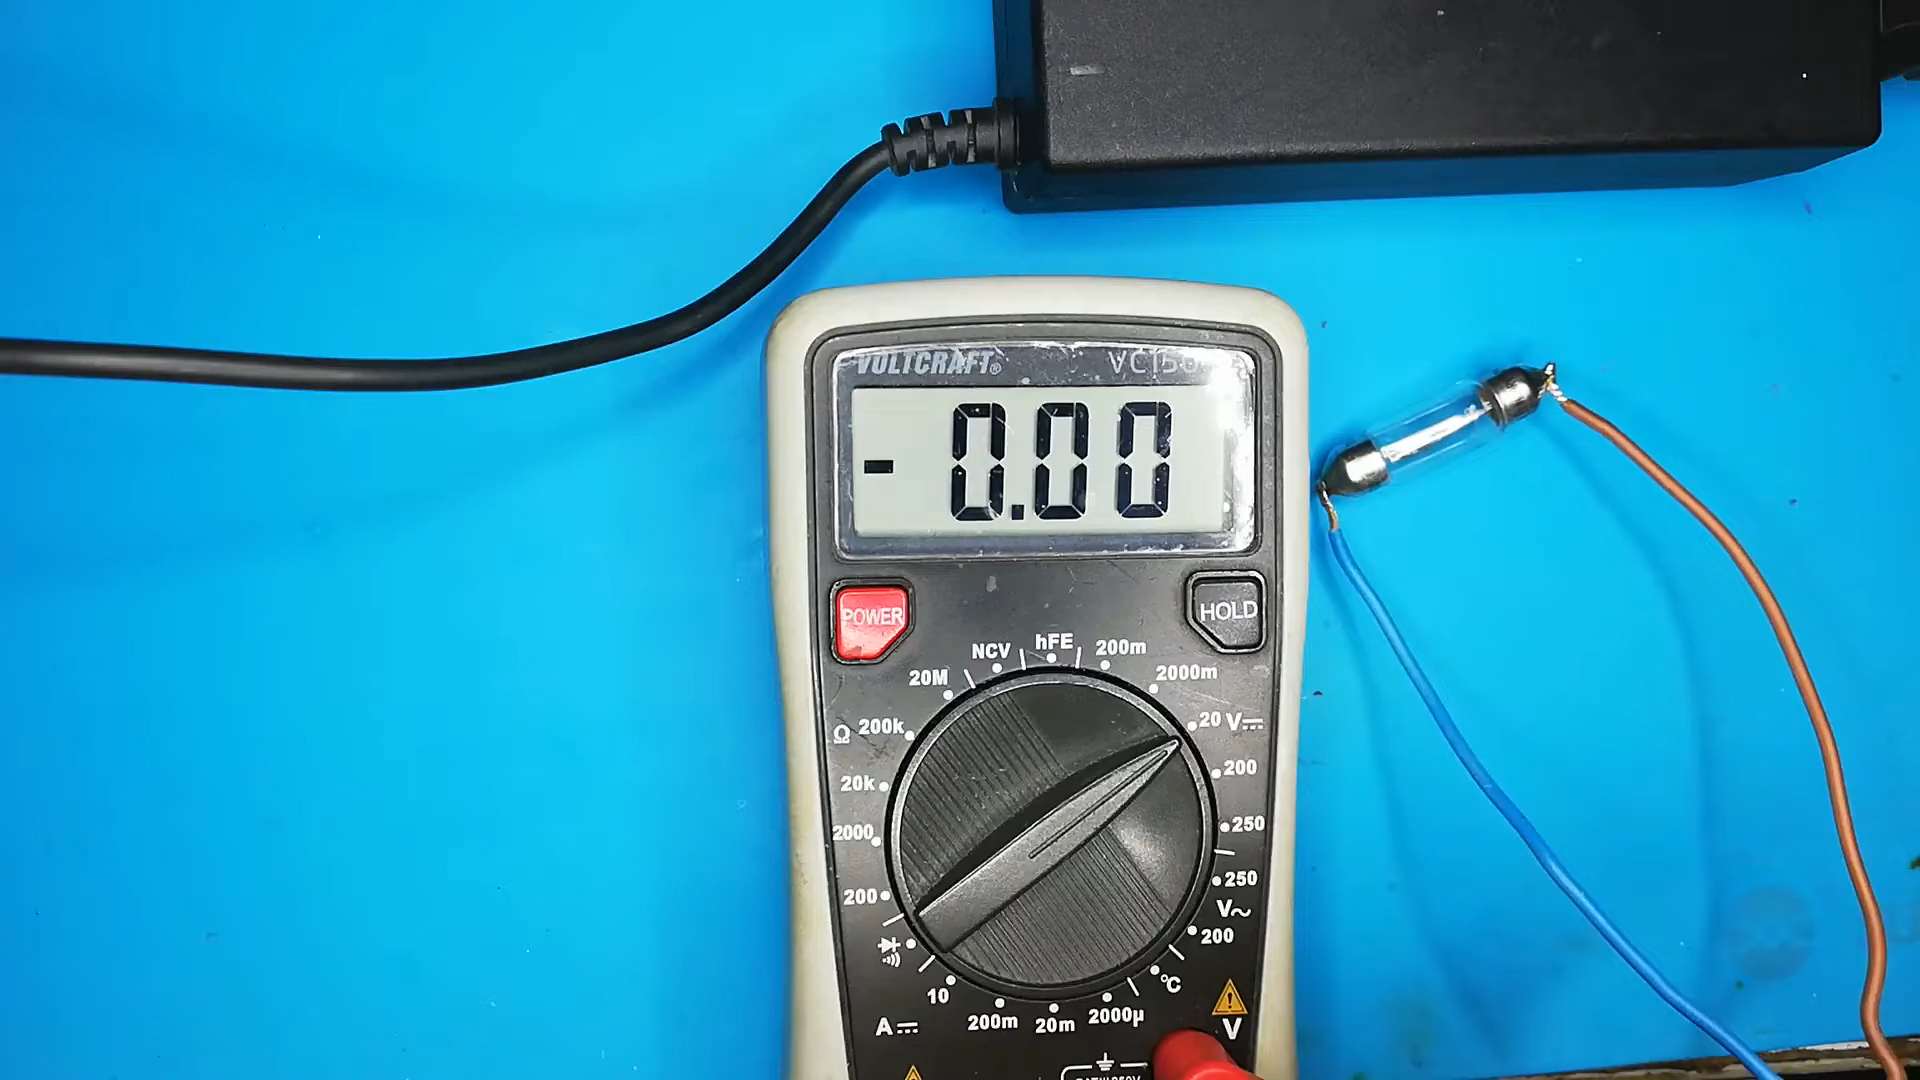 VOLTCRAFT®
- 0.00
POWER
HOLD
NCV
hFE
200m
20M
2000m
Ω 200k
20 V⎓
20k
200
2000
250
200
250
V~
200
10
°C
A⎓
200m
20m
2000µ
V